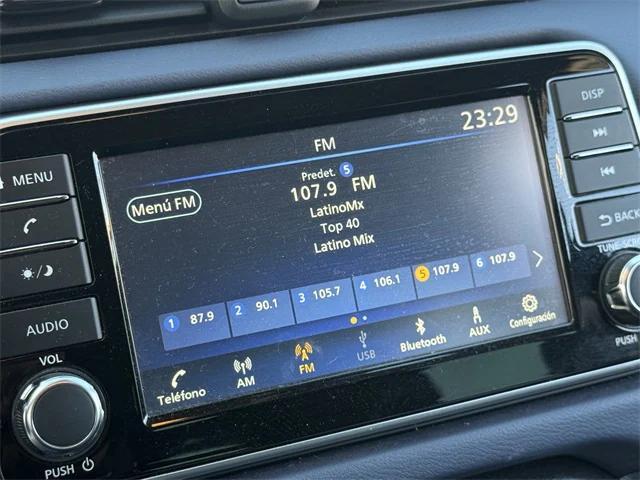 23:29
FM
Predet. 5
107.9 FM
Menú FM
LatinoMx
Top 40
Latino Mix
1 87.9 2 90.1 3 105.7 4 106.1 5 107.9 6 107.9
Teléfono AM FM USB Bluetooth AUX Configuración
MENU
AUDIO
VOL
PUSH
DISP
BACK
PUSH